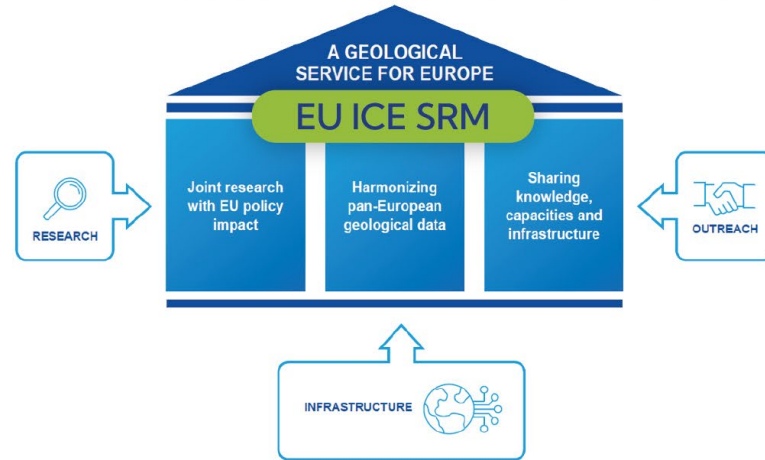 A GEOLOGICAL
SERVICE FOR EUROPE
EU ICE SRM
Joint research
with EU policy
impact
Harmonizing
pan-European
geological data
Sharing
knowledge,
capacities and
infrastructure
RESEARCH
OUTREACH
INFRASTRUCTURE